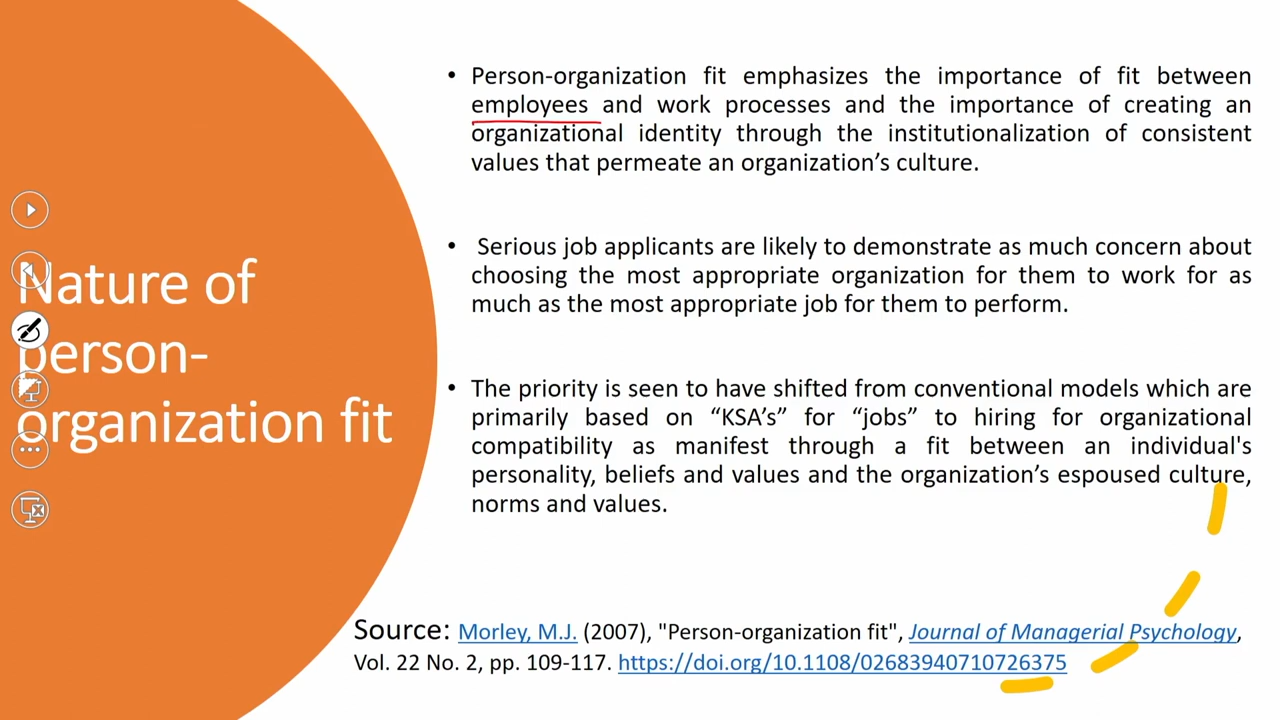 Nature of
person-
organization fit
• Person-organization fit emphasizes the importance of fit between
employees and work processes and the importance of creating an
organizational identity through the institutionalization of consistent
values that permeate an organization’s culture.
• Serious job applicants are likely to demonstrate as much concern about
choosing the most appropriate organization for them to work for as
much as the most appropriate job for them to perform.
• The priority is seen to have shifted from conventional models which are
primarily based on “KSA’s” for “jobs” to hiring for organizational
compatibility as manifest through a fit between an individual's
personality, beliefs and values and the organization’s espoused culture,
norms and values.
Source: Morley, M.J. (2007), "Person-organization fit", Journal of Managerial Psychology,
Vol. 22 No. 2, pp. 109-117. https://doi.org/10.1108/02683940710726375